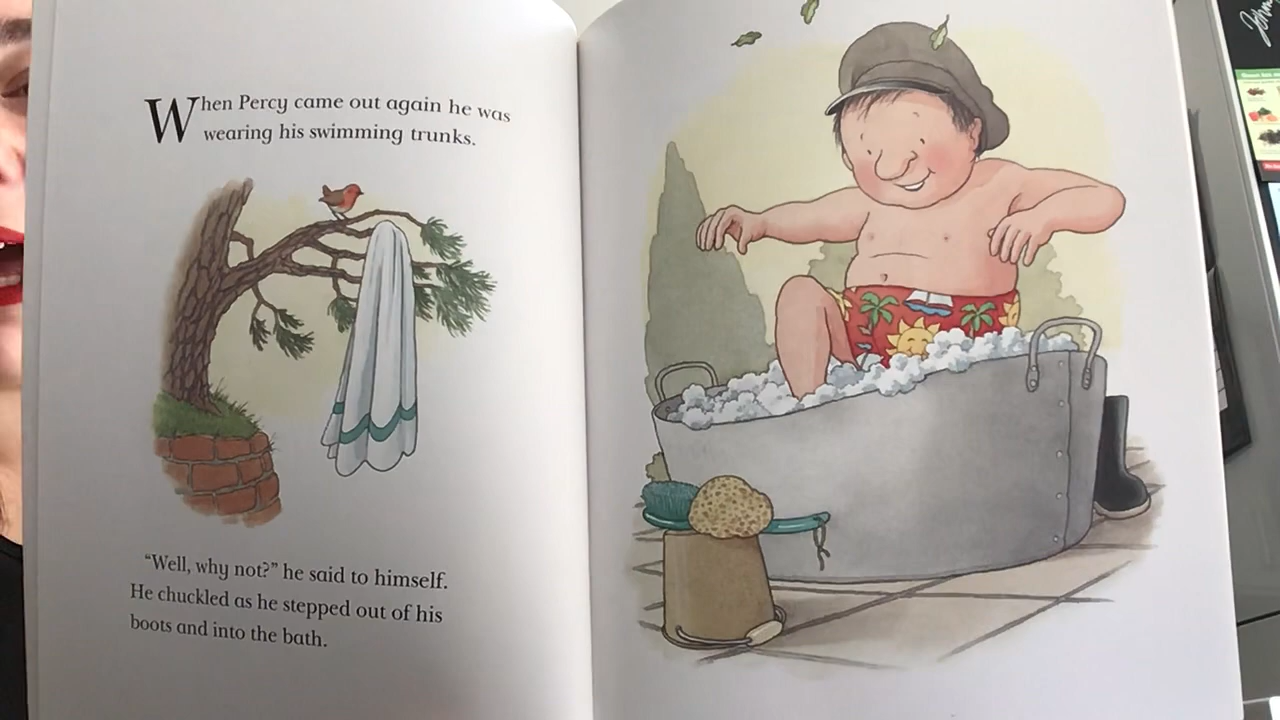 When Percy came out again he was
wearing his swimming trunks.
“Well, why not?” he said to himself.
He chuckled as he stepped out of his
boots and into the bath.